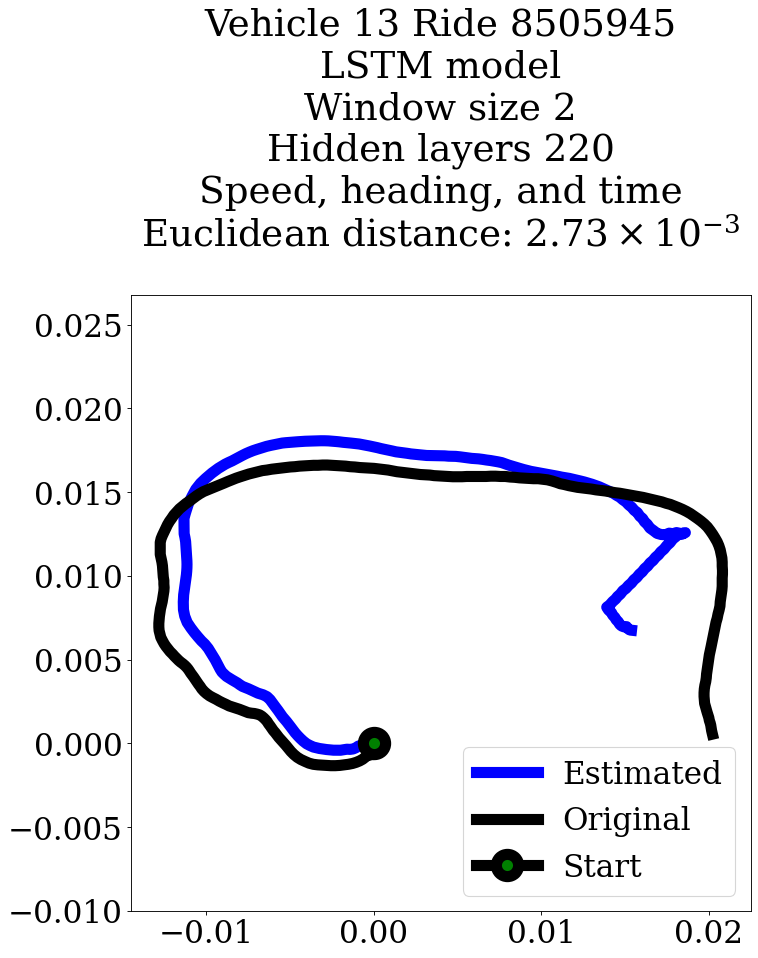 Vehicle 13 Ride 8505945
LSTM model
Window size 2
Hidden layers 220
Speed, heading, and time
Euclidean distance: 2.73 × 10⁻³
0.025
0.020
0.015
0.010
0.005
0.000
−0.005
−0.010
−0.01 0.00 0.01 0.02
Estimated
Original
Start